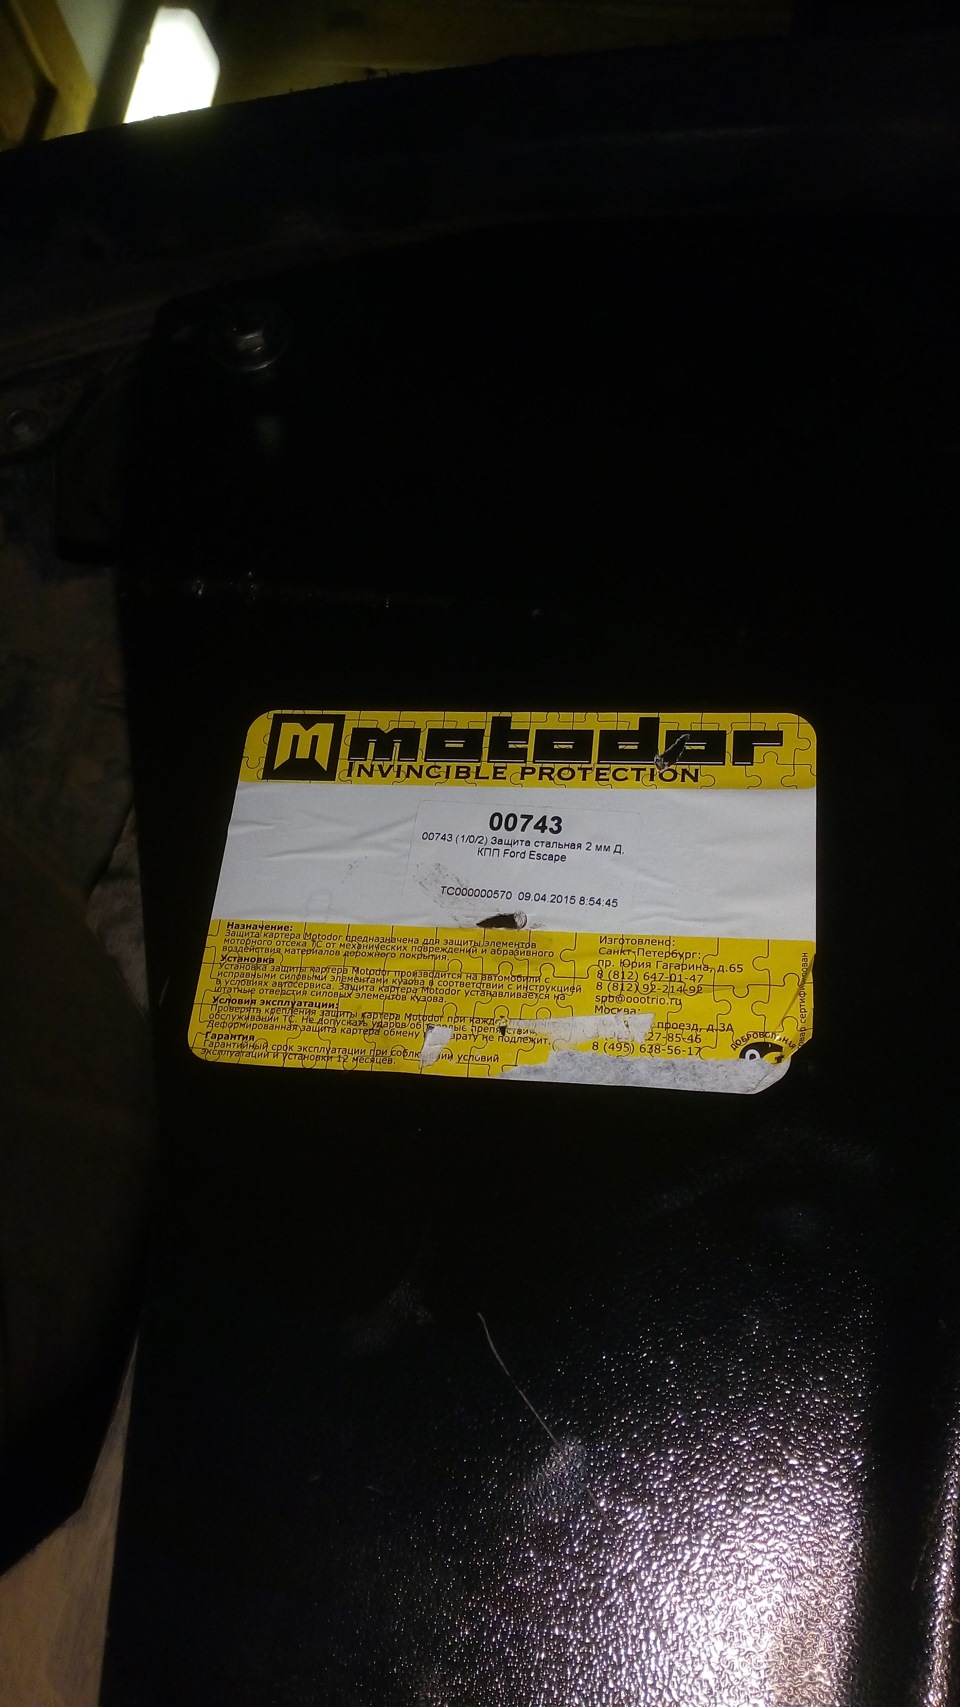 motodor
INVINCIBLE PROTECTION
00743
00743 (1/0/2) Защита стальная 2 мм Д.
КПП Ford Escape
ТС000000570 09.04.2015 8:54:45
Назначение:
Защита картера Motodor предназначена для защиты элементов
моторного отсека ТС от механических повреждений и абразивного
воздействия материалов дорожного покрытия.
Установка
Установка защиты картера Motodor производится на автомобили с
исправными силовыми элементами кузова в соответствии с инструкцией
в условиях автосервиса. Защита картера Motodor устанавливается на
штатные отверстия силовых элементов кузова.
Условия эксплуатации:
Проверять крепления защиты картера Motodor при
обслуживании ТС. Не допускать ударов об
Деформированная защита картера обмену не подлежит.
Гарантия
Гарантийный срок эксплуатации при условий
эксплуатации и установки 12 месяцев.
Изготовлено:
Санкт-Петербург:
пр. Юрия Гагарина, д.65
8 (812) 647-01-47
8 (812) 92-214-92
spb@oootrio.ru
Москва:
проезд, д.3А
27-85-46
8 (495) 638-56-17
ДОБРОВОЛЬНАЯ
сертифицирован